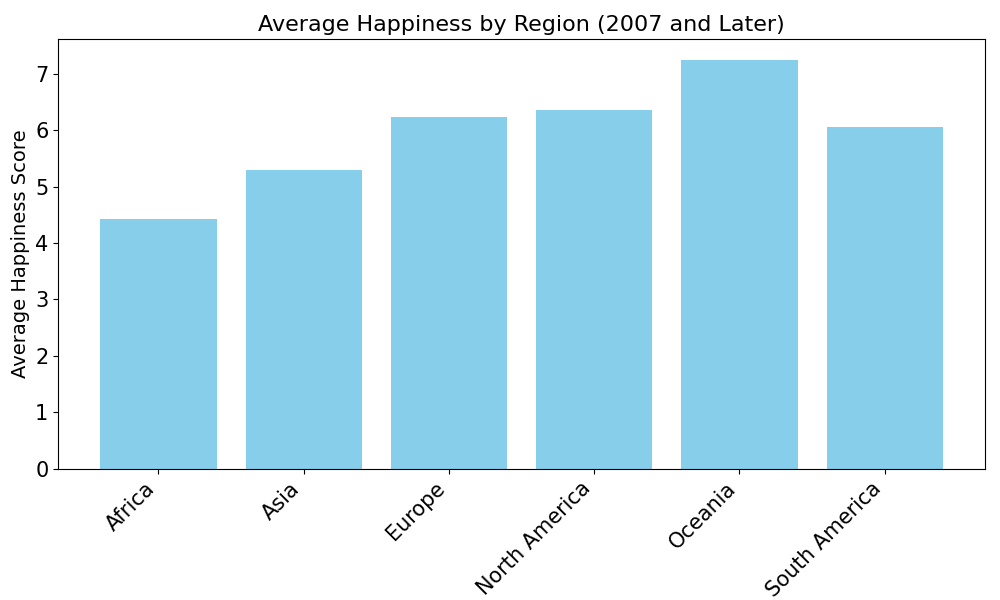 Average Happiness by Region (2007 and Later)
Average Happiness Score
7
6
5
4
3
2
1
0
Africa
Asia
Europe
North America
Oceania
South America